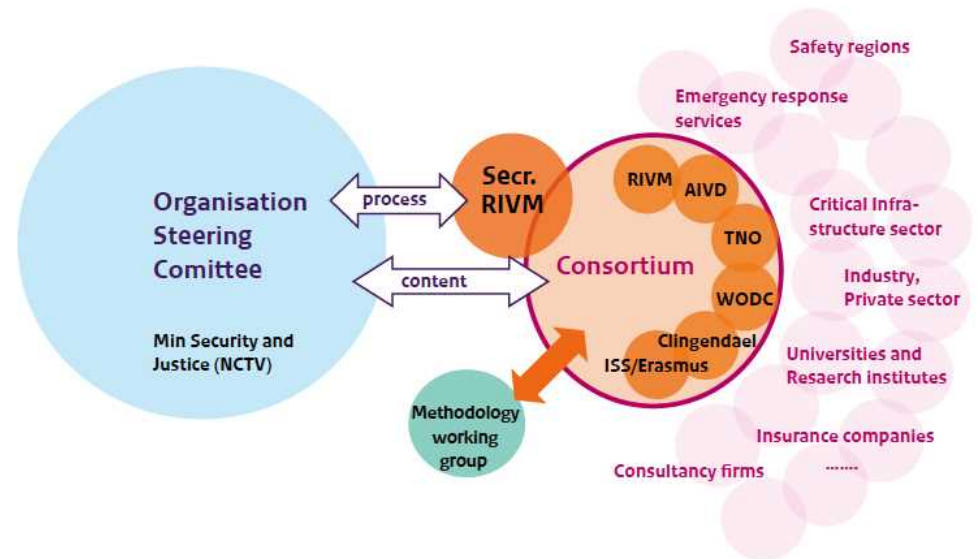 Safety regions
Emergency response
services
Secr.
RIVM
RIVM
AIVD
process
Organisation
Steering
Comittee
TNO
Critical Infra-
structure sector
Consortium
content
WODC
Industry,
Private sector
Min Security and
Justice (NCTV)
Clingendael
ISS/Erasmus
Universities and
Resaerch institutes
Methodology
working
group
Insurance companies
.......
Consultancy firms